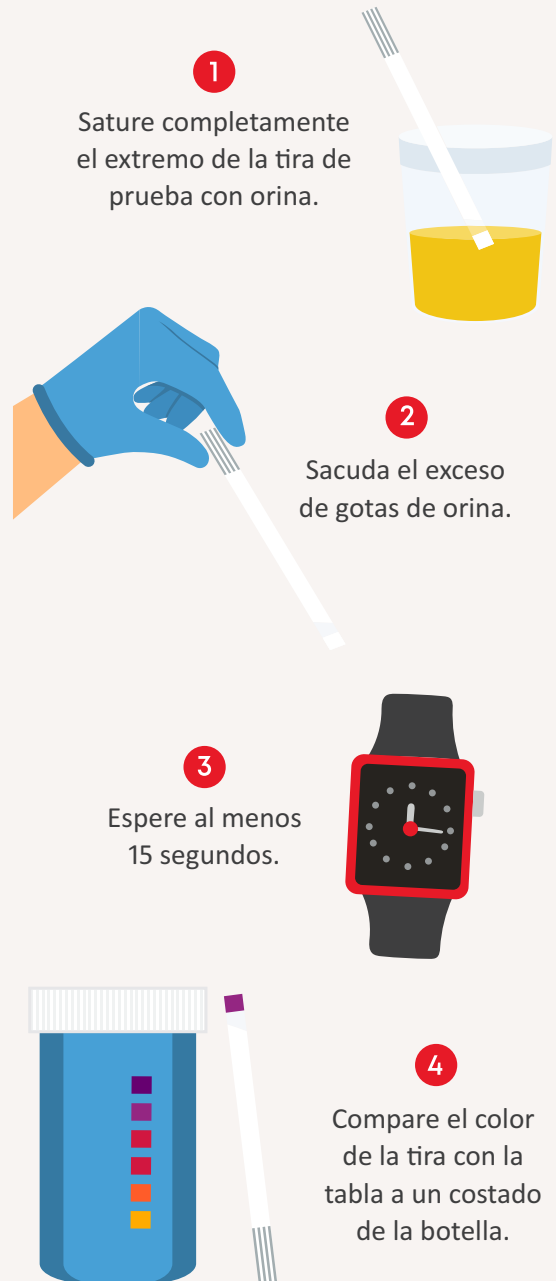 1
Sature completamente
el extremo de la tira de
prueba con orina.
2
Sacuda el exceso
de gotas de orina.
3
Espere al menos
15 segundos.
4
Compare el color
de la tira con la
tabla a un costado
de la botella.